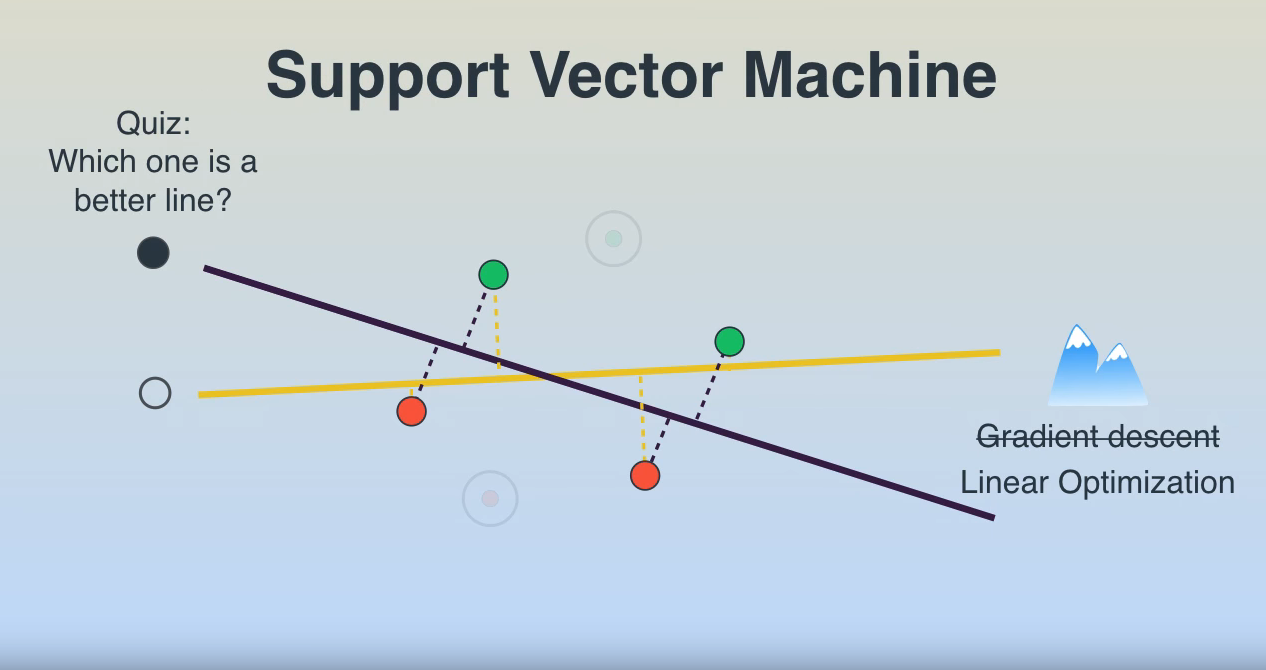 Support Vector Machine
Quiz:
Which one is a
better line?
Gradient descent
Linear Optimization